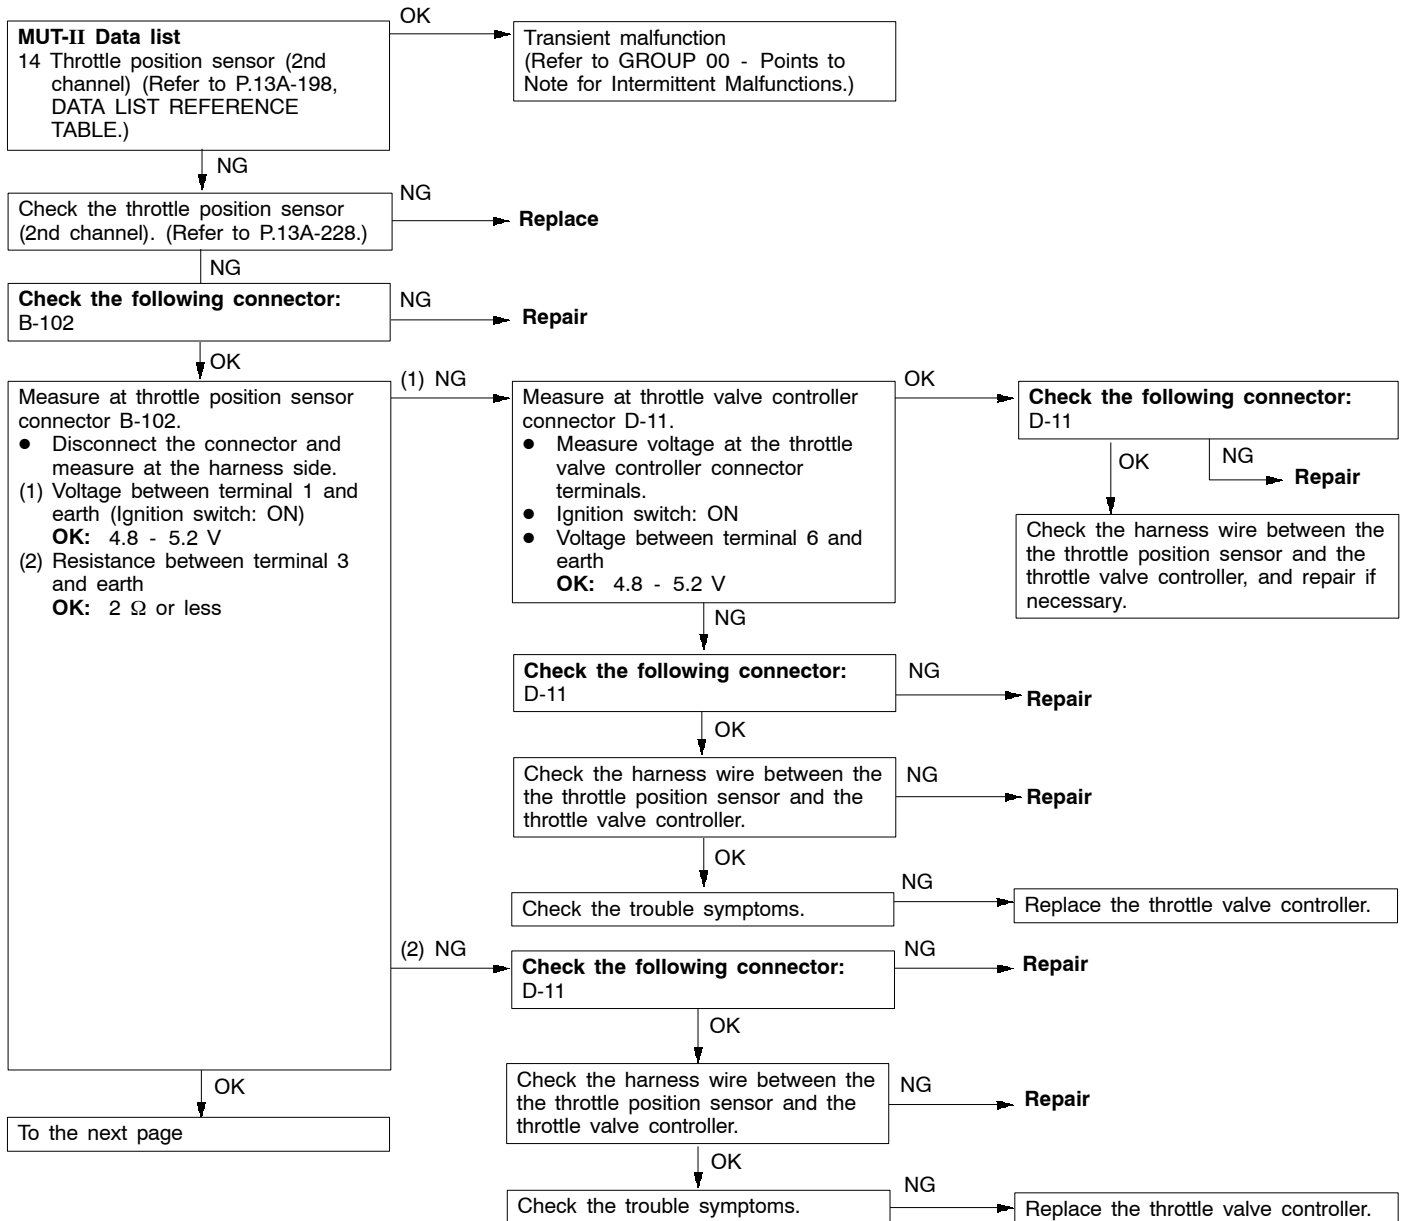 OK
MUT-II Data list
14 Throttle position sensor (2nd
channel) (Refer to P.13A-198,
DATA LIST REFERENCE
TABLE.)
Transient malfunction
(Refer to GROUP 00 - Points to
Note for Intermittent Malfunctions.)
NG
Check the throttle position sensor
(2nd channel). (Refer to P.13A-228.)
NG
Replace
NG
Check the following connector:
B-102
NG
Repair
OK
Measure at throttle position sensor
connector B-102.
● Disconnect the connector and
measure at the harness side.
(1) Voltage between terminal 1 and
earth (Ignition switch: ON)
OK: 4.8 - 5.2 V
(2) Resistance between terminal 3
and earth
OK: 2 Ω or less
(1) NG
Measure at throttle valve controller
connector D-11.
● Measure voltage at the throttle
valve controller connector
terminals.
● Ignition switch: ON
● Voltage between terminal 6 and
earth
OK: 4.8 - 5.2 V
OK
Check the following connector:
D-11
OK
NG
Repair
Check the harness wire between the
the throttle position sensor and the
throttle valve controller, and repair if
necessary.
NG
Check the following connector:
D-11
NG
Repair
OK
Check the harness wire between the
the throttle position sensor and the
throttle valve controller.
NG
Repair
OK
Check the trouble symptoms.
NG
Replace the throttle valve controller.
(2) NG
Check the following connector:
D-11
NG
Repair
OK
Check the harness wire between the
the throttle position sensor and the
throttle valve controller.
NG
Repair
OK
Check the trouble symptoms.
NG
Replace the throttle valve controller.
OK
To the next page